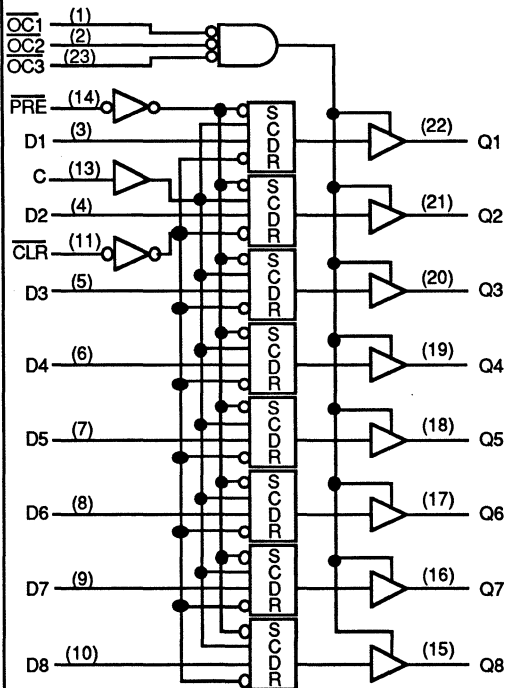 OC1 (1)
OC2 (2)
OC3 (23)
PRE (14)
S
C
D
R
D1 (3)
(22) Q1
C (13)
S
C
D
R
D2 (4)
(21) Q2
CLR (11)
S
C
D
R
D3 (5)
(20) Q3
S
C
D
R
D4 (6)
(19) Q4
S
C
D
R
D5 (7)
(18) Q5
S
C
D
R
D6 (8)
(17) Q6
S
C
D
R
D7 (9)
(16) Q7
S
C
D
R
D8 (10)
(15) Q8